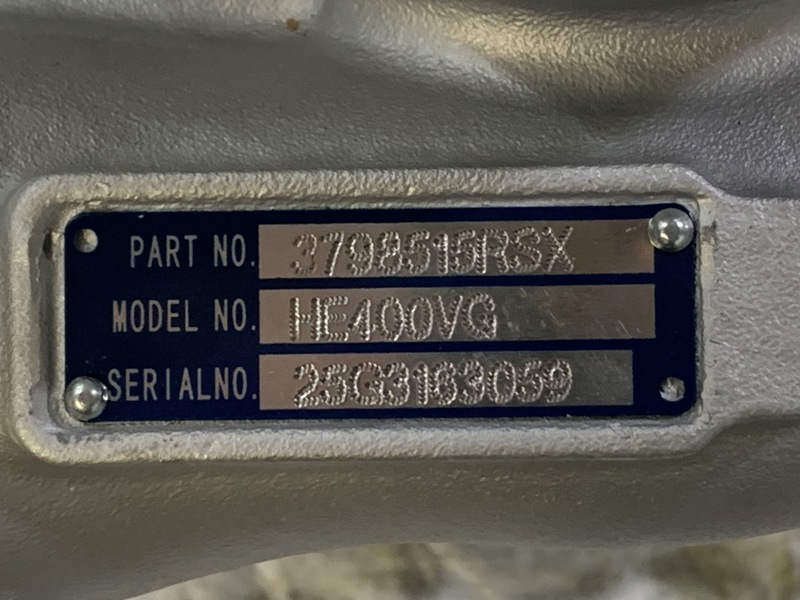 PART NO. 3798515RSX
MODEL NO. HE400VG
SERIALNO. 25G3163059